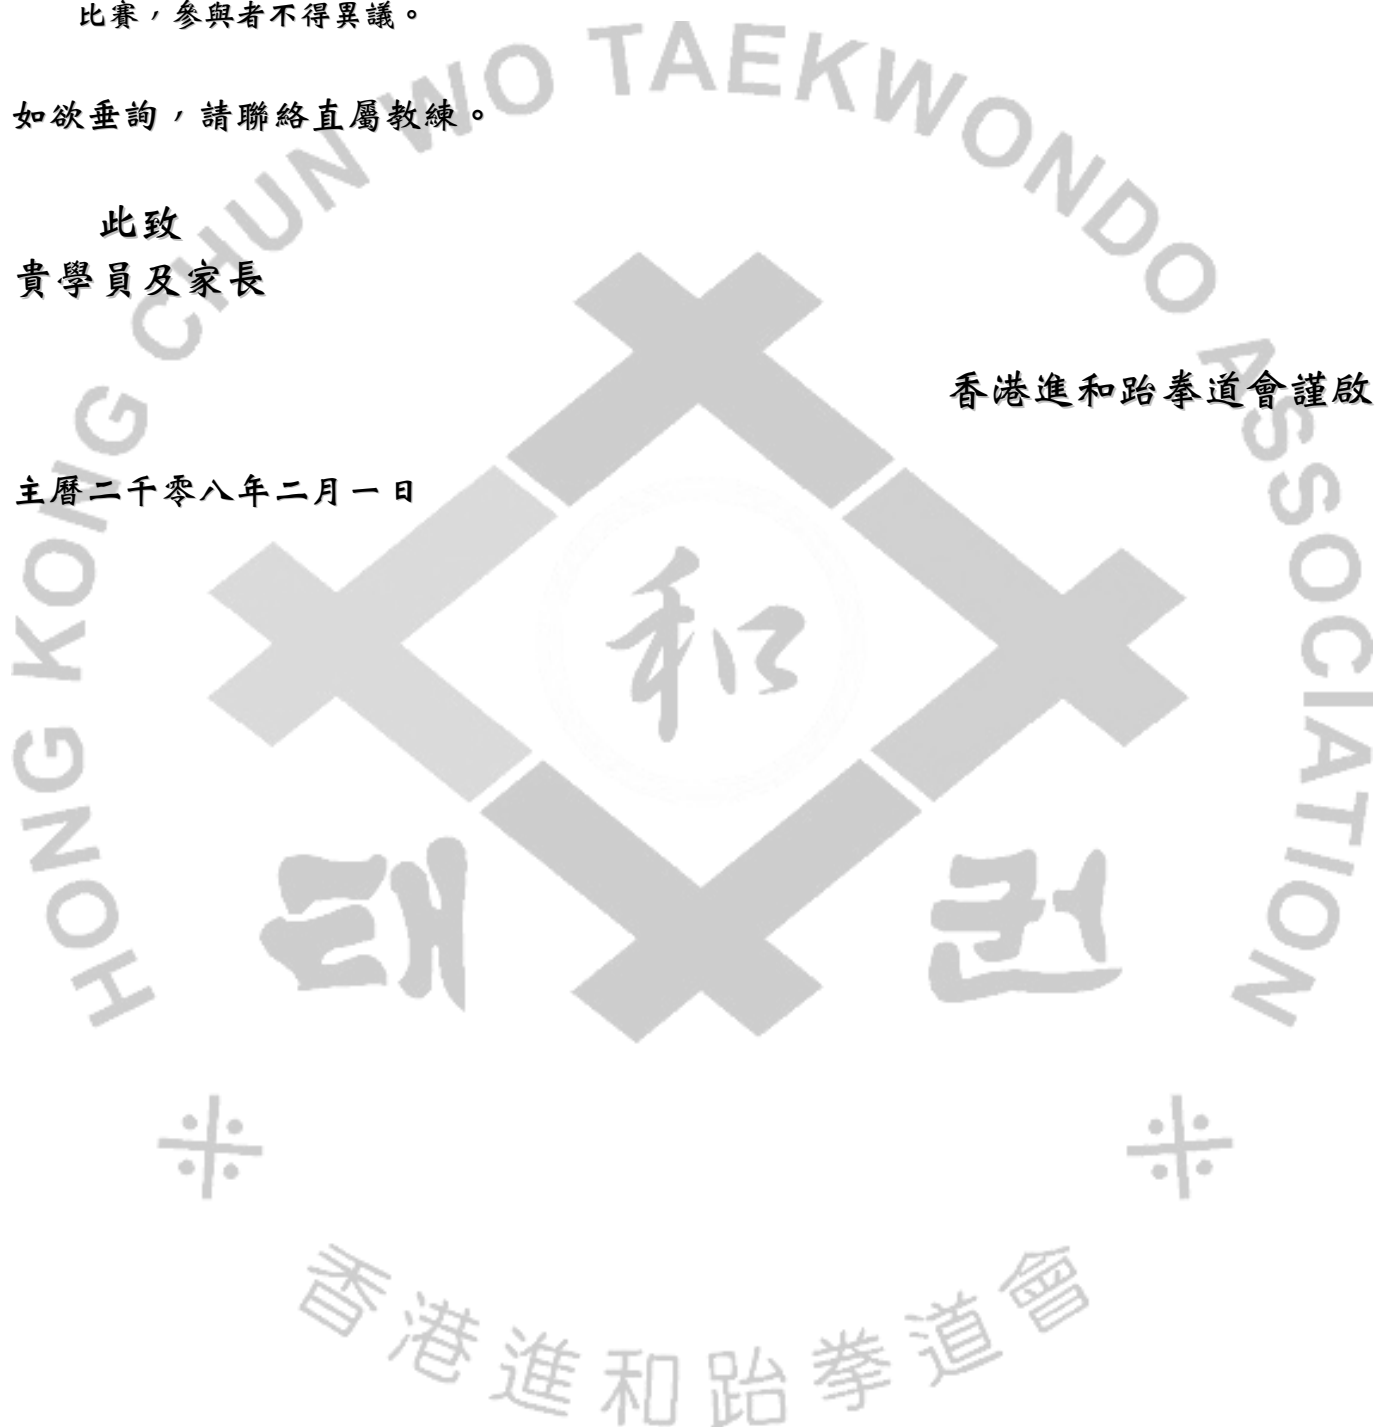 比賽，參與者不得異議。
如欲垂詢，請聯絡直屬教練。
此致
貴學員及家長
香港進和跆拳道會謹啟
主曆二千零八年二月一日
HONG KONG CHUN WO TAEKWONDO ASSOCIATION
和
태 권
※ ※
香港進和跆拳道會